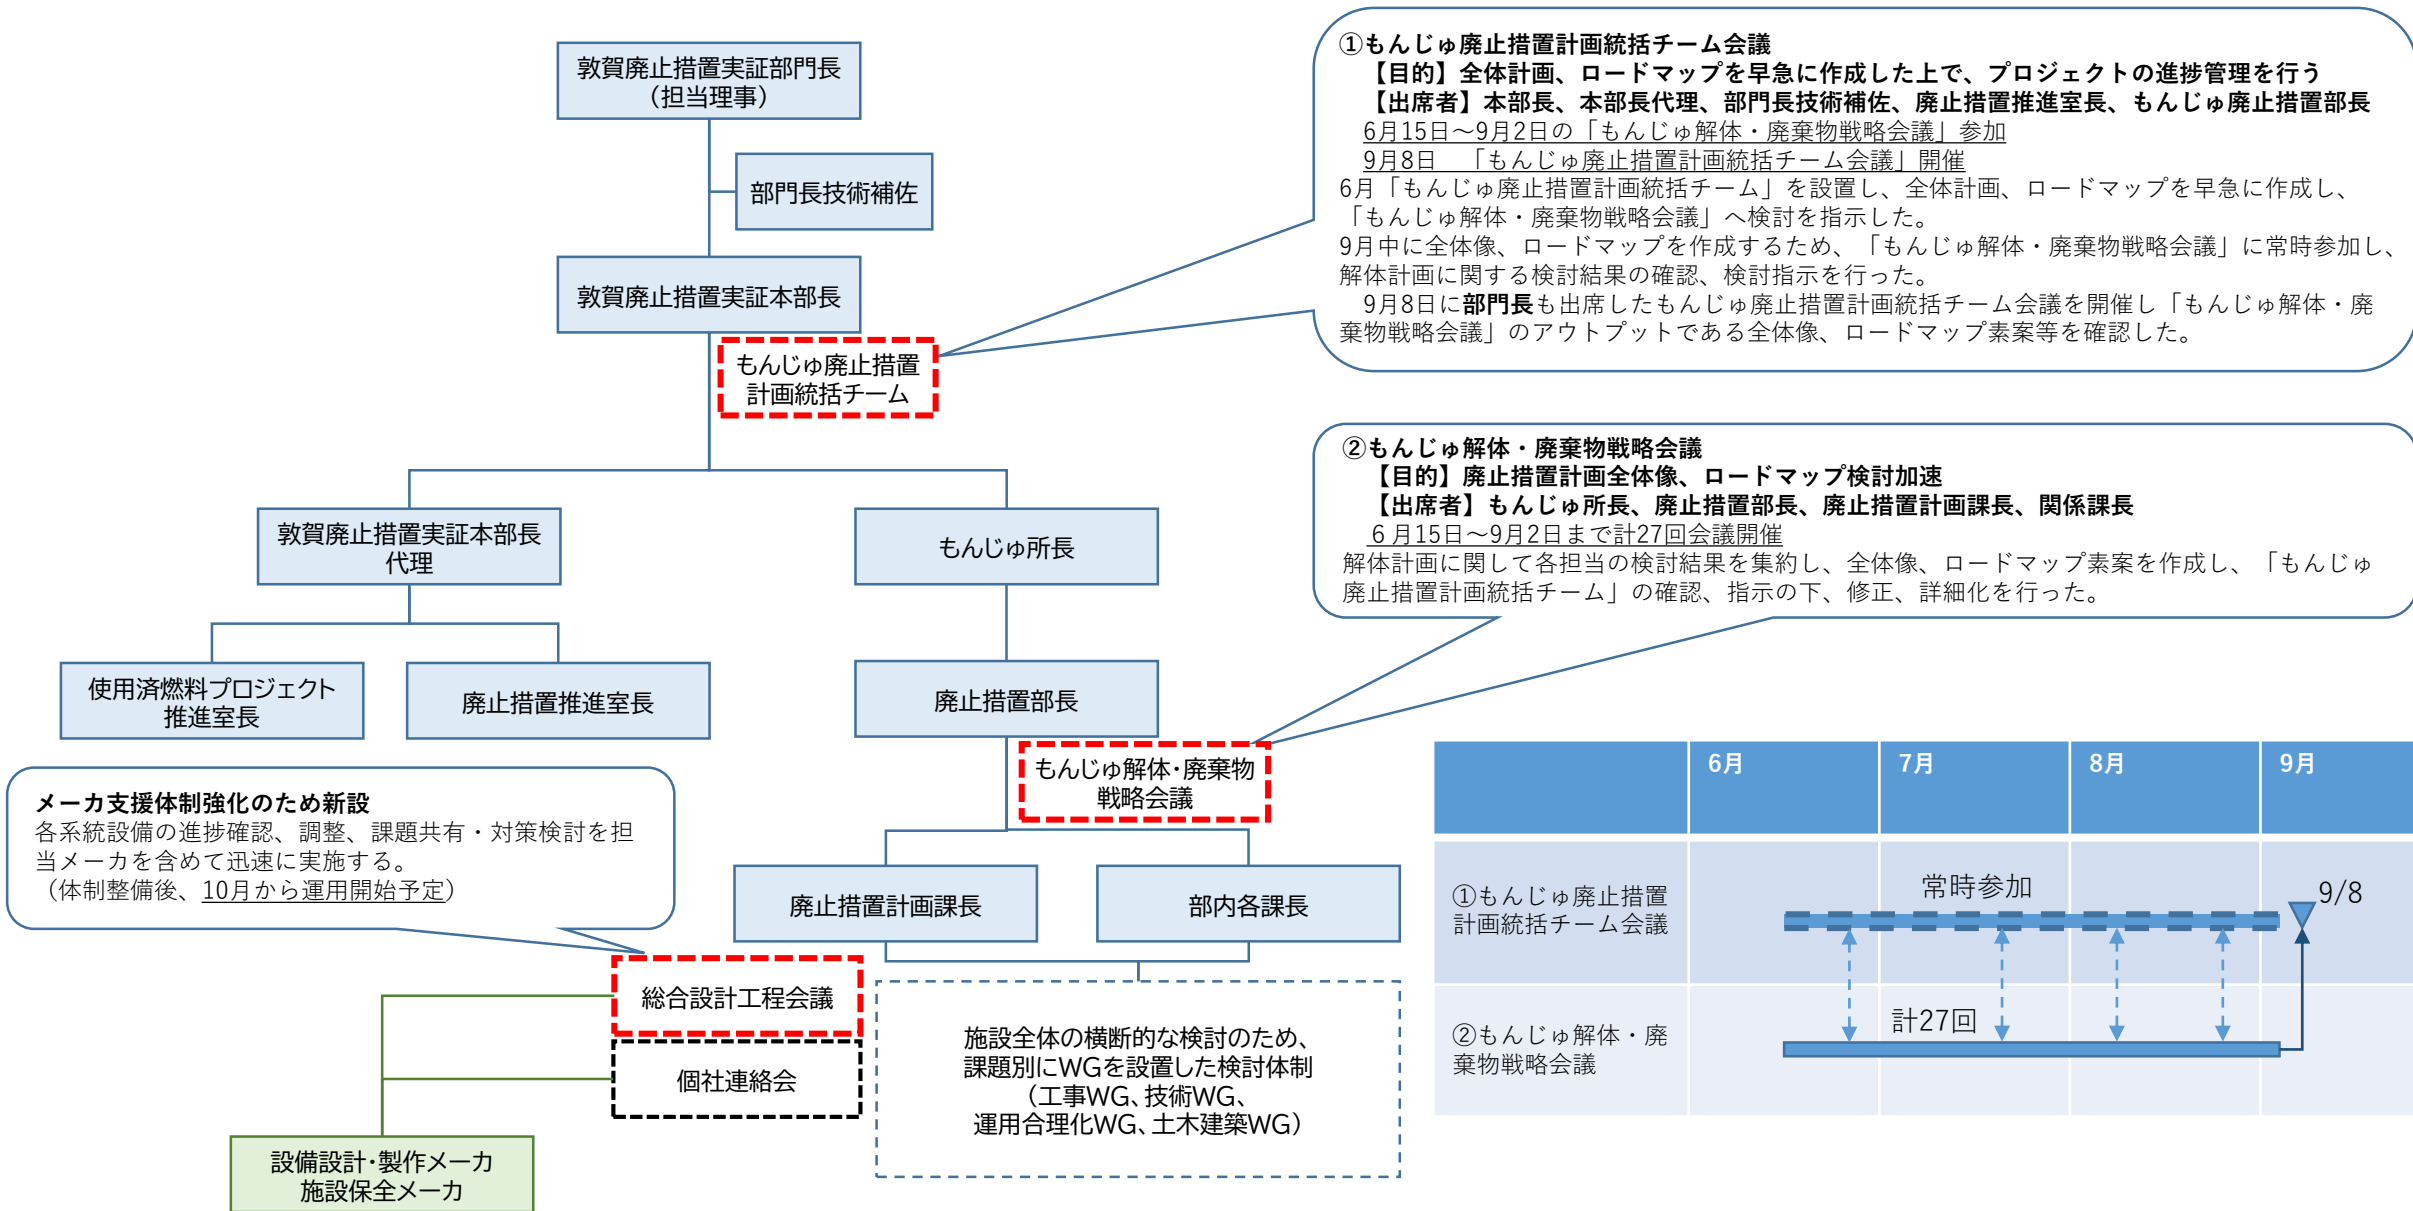 敦賀廃止措置実証部門長
（担当理事）
部門長技術補佐
敦賀廃止措置実証本部長
もんじゅ廃止措置
計画統括チーム
敦賀廃止措置実証本部長
代理
もんじゅ所長
使用済燃料プロジェクト
推進室長
廃止措置推進室長
廃止措置部長
もんじゅ解体・廃棄物
戦略会議
廃止措置計画課長
部内各課長
総合設計工程会議
個社連絡会
施設全体の横断的な検討のため、
課題別にWGを設置した検討体制
（工事WG、技術WG、
運用合理化WG、土木建築WG）
設備設計・製作メーカ
施設保全メーカ
メーカ支援体制強化のため新設
各系統設備の進捗確認、調整、課題共有・対策検討を担
当メーカを含めて迅速に実施する。
（体制整備後、10月から運用開始予定）
①もんじゅ廃止措置計画統括チーム会議
【目的】全体計画、ロードマップを早急に作成した上で、プロジェクトの進捗管理を行う
【出席者】本部長、本部長代理、部門長技術補佐、廃止措置推進室長、もんじゅ廃止措置部長
6月15日～9月2日の「もんじゅ解体・廃棄物戦略会議」参加
9月8日　「もんじゅ廃止措置計画統括チーム会議」開催
6月「もんじゅ廃止措置計画統括チーム」を設置し、全体計画、ロードマップを早急に作成し、
「もんじゅ解体・廃棄物戦略会議」へ検討を指示した。
9月中に全体像、ロードマップを作成するため、「もんじゅ解体・廃棄物戦略会議」に常時参加し、
解体計画に関する検討結果の確認、検討指示を行った。
9月8日に部門長も出席したもんじゅ廃止措置計画統括チーム会議を開催し「もんじゅ解体・廃
棄物戦略会議」のアウトプットである全体像、ロードマップ素案等を確認した。
②もんじゅ解体・廃棄物戦略会議
【目的】廃止措置計画全体像、ロードマップ検討加速
【出席者】もんじゅ所長、廃止措置部長、廃止措置計画課長、関係課長
６月15日～9月2日まで計27回会議開催
解体計画に関して各担当の検討結果を集約し、全体像、ロードマップ素案を作成し、「もんじゅ
廃止措置計画統括チーム」の確認、指示の下、修正、詳細化を行った。
6月 7月 8月 9月
①もんじゅ廃止措置
計画統括チーム会議
常時参加
9/8
②もんじゅ解体・廃
棄物戦略会議
計27回